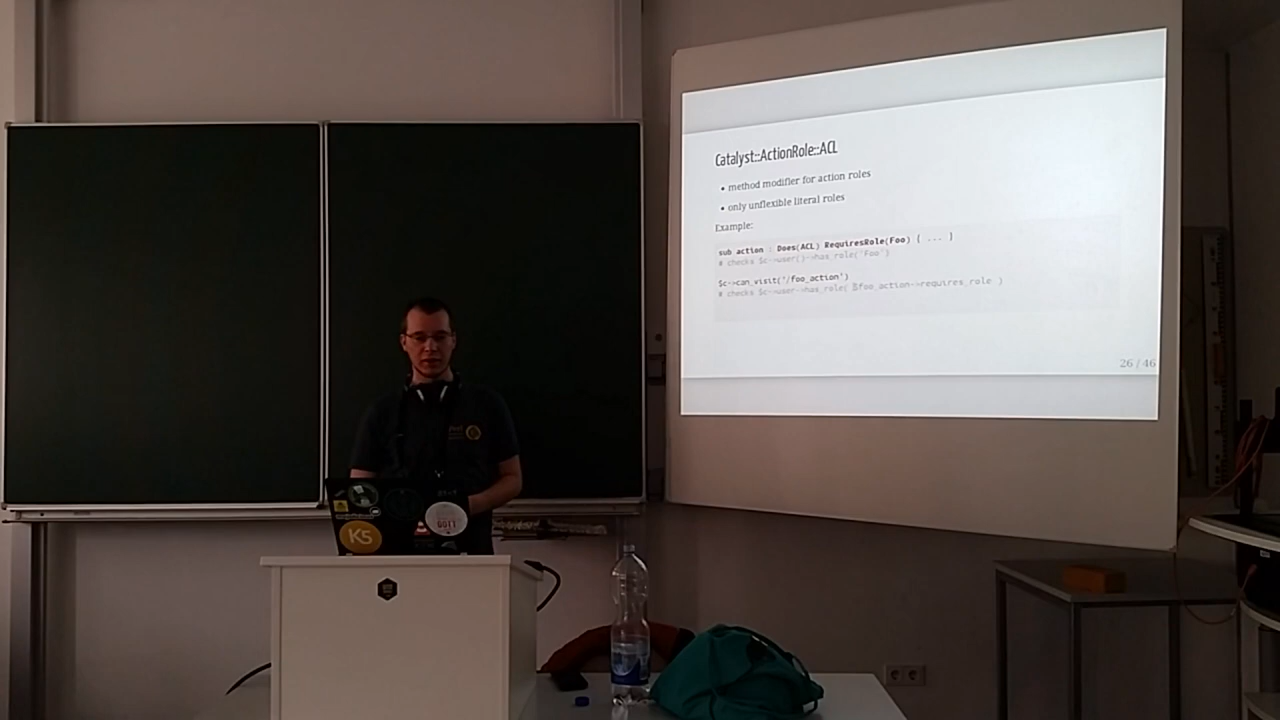 Catalyst::ActionRole::ACL
• method modifier for action roles
• only unflexible literal roles
Example:
sub action : Does(ACL) RequiresRole(Foo) { ... }
# checks $c->user()->has_role('Foo')
$c->can_visit('/foo_action')
# checks $c->user->has_role( $foo_action->requires_role )
26 / 46
KS